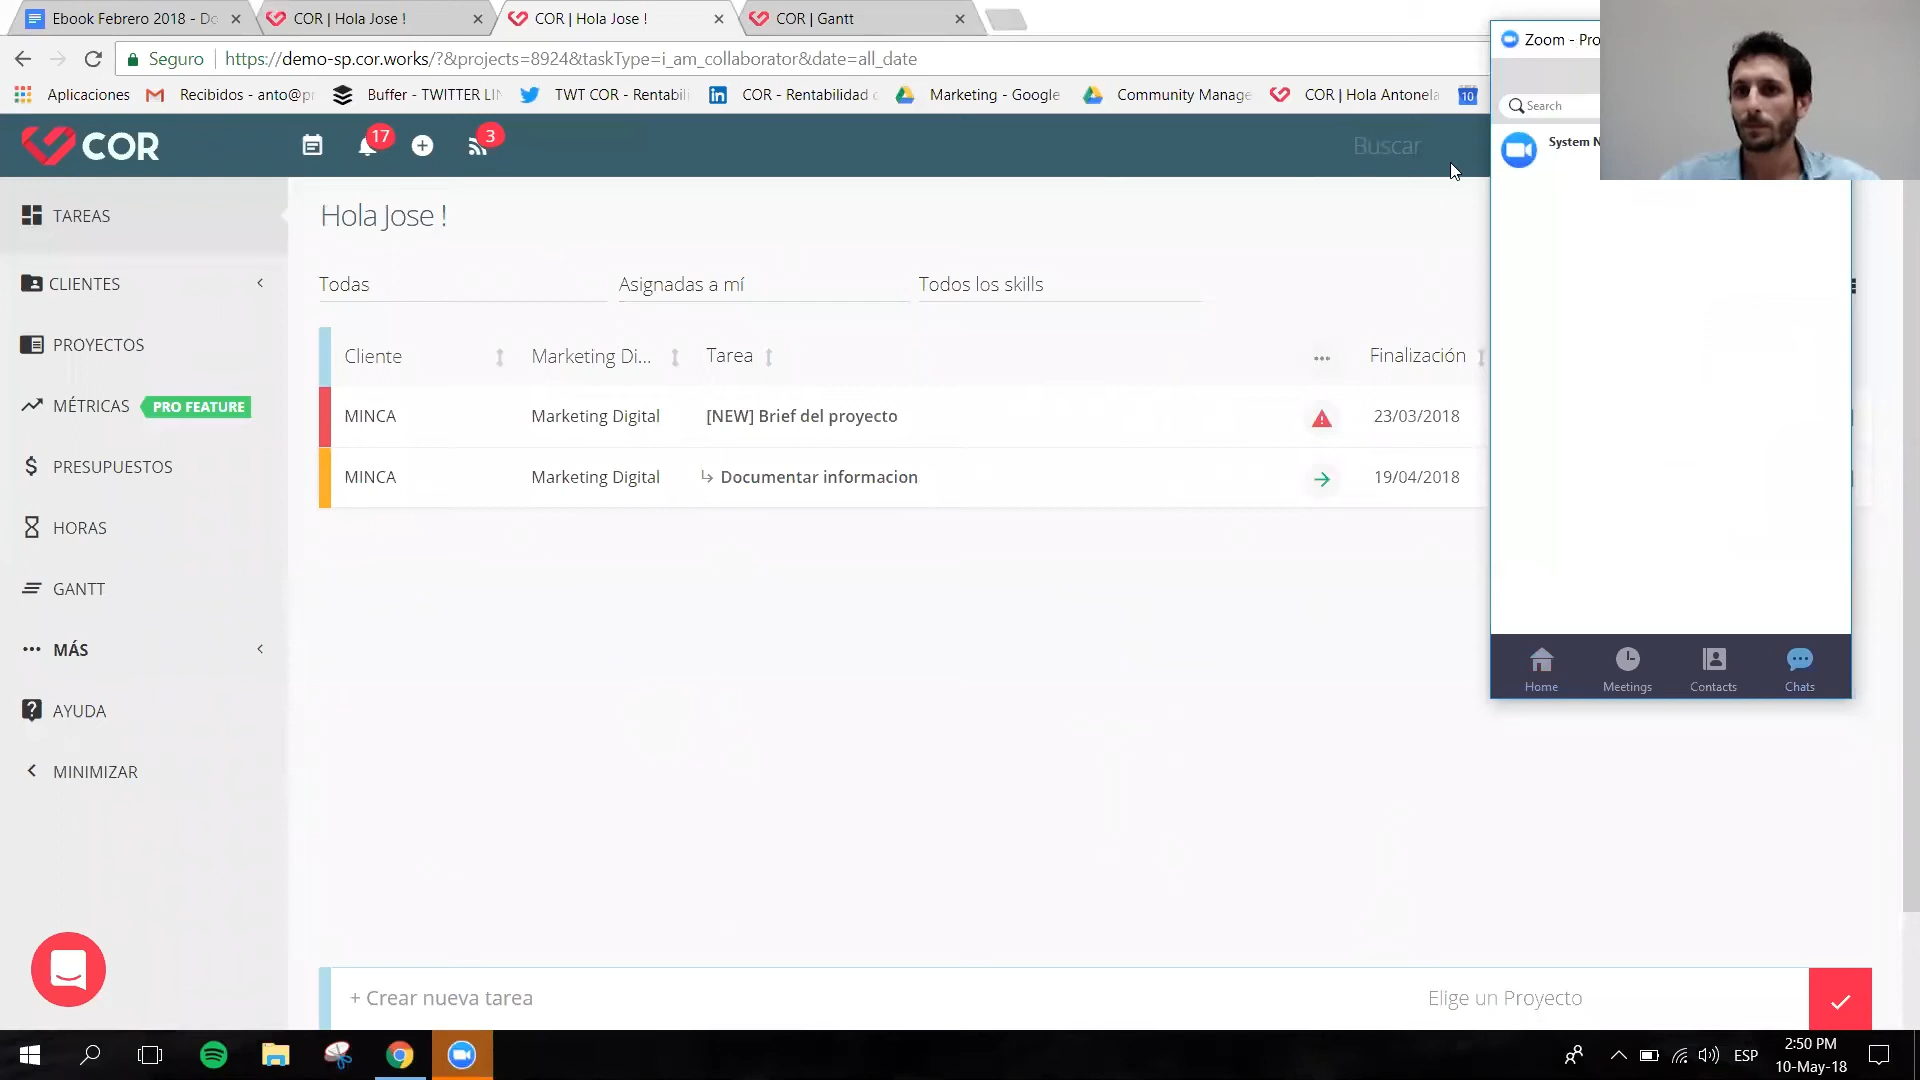 Ebook Febrero 2018 - Do
COR | Hola Jose !
COR | Hola Jose !
COR | Gantt
Seguro
https://demo-sp.cor.works/?&projects=8924&taskType=i_am_collaborator&date=all_date
Aplicaciones
Recibidos - anto@pr
Buffer - TWITTER LIN
TWT COR - Rentabili
COR - Rentabilidad
Marketing - Google
Community Manage
COR | Hola Antonela
10
Zoom - Pro
Search
System N
COR
17
3
Buscar
TAREAS
CLIENTES
PROYECTOS
MÉTRICAS
PRO FEATURE
PRESUPUESTOS
HORAS
GANTT
MÁS
AYUDA
MINIMIZAR
Hola Jose !
Todas
Asignadas a mí
Todos los skills
Cliente
Marketing Di...
Tarea
Finalización
MINCA
Marketing Digital
[NEW] Brief del proyecto
23/03/2018
MINCA
Marketing Digital
Documentar informacion
19/04/2018
Home
Meetings
Contacts
Chats
+ Crear nueva tarea
Elige un Proyecto
ESP
2:50 PM
10-May-18